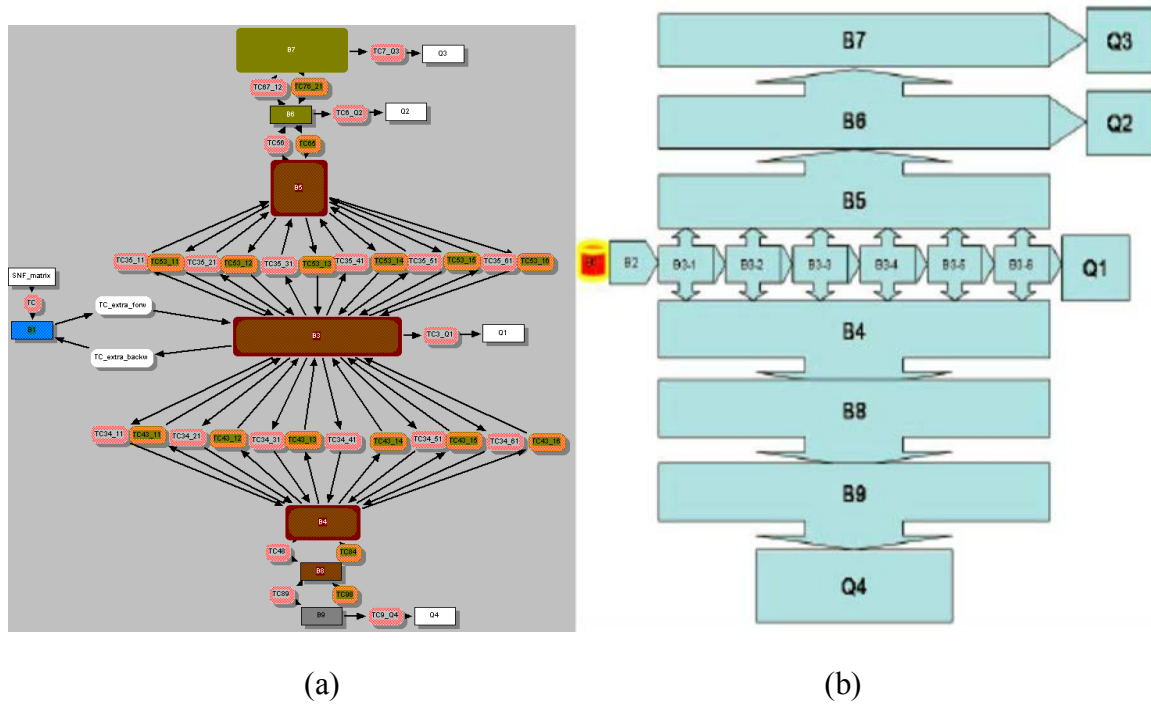 B7
TC7_Q3
Q3
TC67_12
TC76_21
B6
TC6_Q2
Q2
TC56
TC65
B5
TC35_11
TC53_11
TC35_21
TC53_12
TC35_31
TC53_13
TC35_41
TC53_14
TC35_51
TC53_15
TC35_61
TC53_16
SNF_matrix
TC
B1
TC_extra_forw
TC_extra_backw
B3
TC3_Q1
Q1
TC34_11
TC43_11
TC34_21
TC43_12
TC34_31
TC43_13
TC34_41
TC43_14
TC34_51
TC43_15
TC34_61
TC43_16
B4
TC48
TC84
B8
TC89
TC98
B9
TC9_Q4
Q4
(a)
B7
Q3
B6
Q2
B5
B2
B3-1
B3-2
B3-3
B3-4
B3-5
B3-6
Q1
B4
B8
B9
Q4
(b)